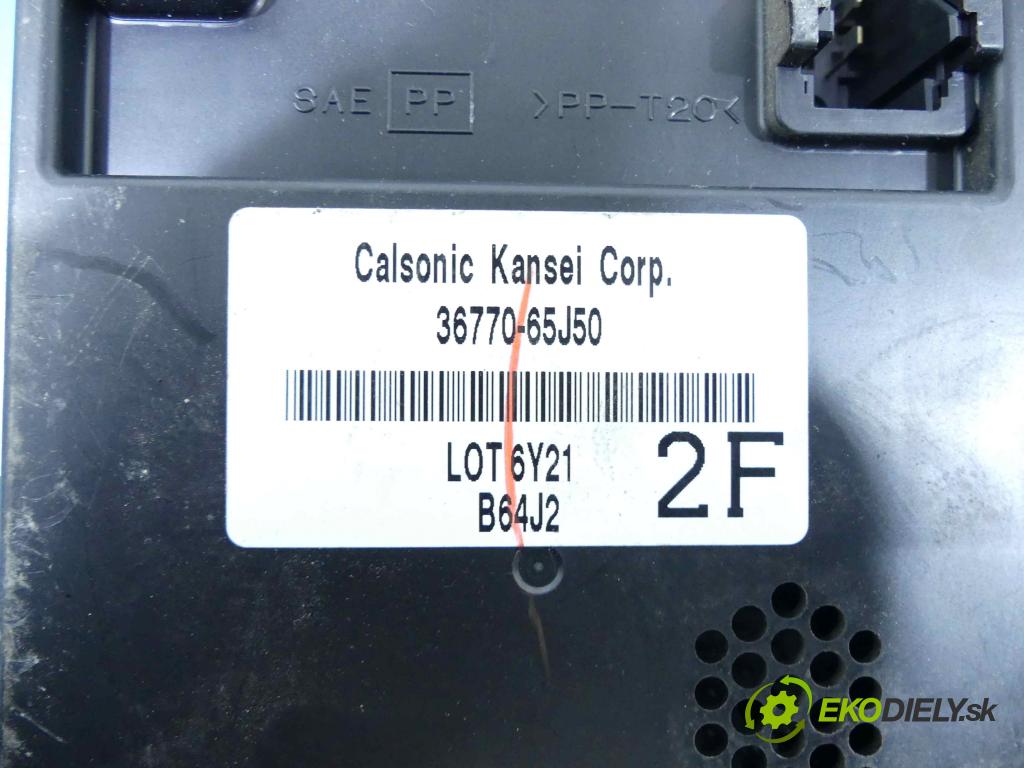 SAE PP >PP-T20<
Calsonic Kansei Corp.
36770-65J50
LOT 6Y21
B64J2
2F
EKODIELY.sk